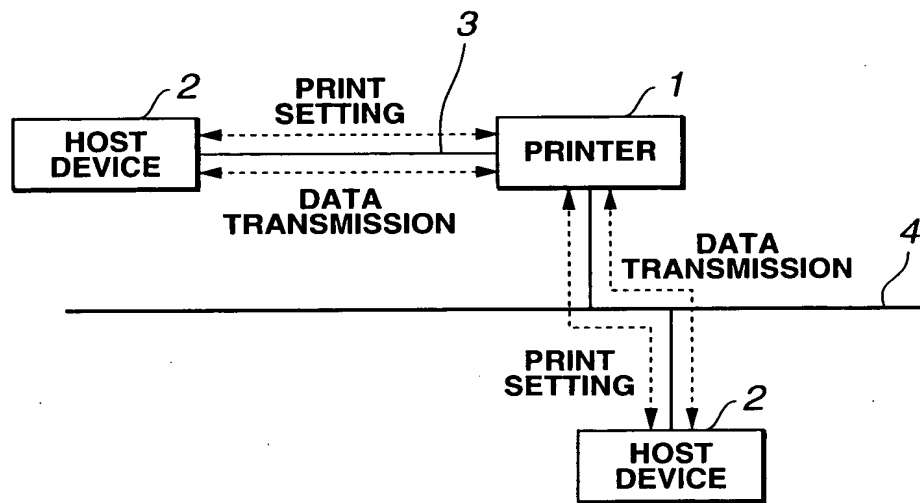 3
2
PRINT
SETTING
1
HOST
DEVICE
PRINTER
DATA
TRANSMISSION
DATA
TRANSMISSION
4
PRINT
SETTING
2
HOST
DEVICE